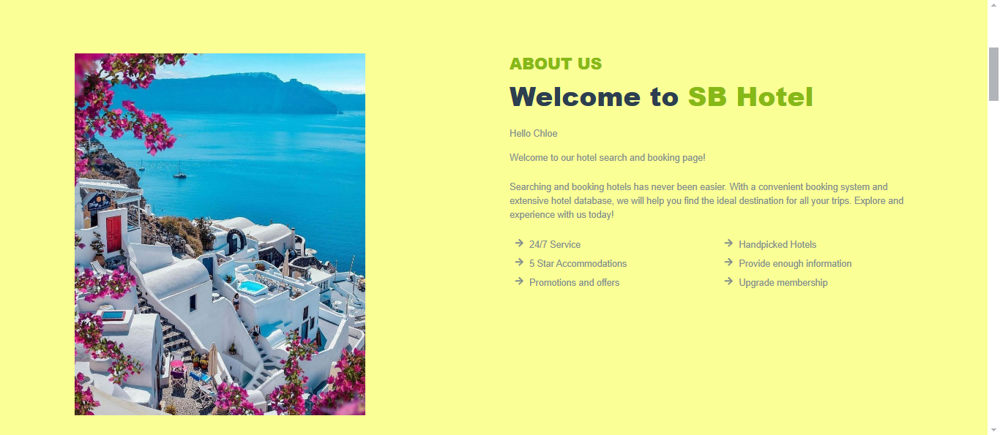 ABOUT US
Welcome to SB Hotel
Hello Chloe
Welcome to our hotel search and booking page!
Searching and booking hotels has never been easier. With a convenient booking system and
extensive hotel database, we will help you find the ideal destination for all your trips. Explore and
experience with us today!
24/7 Service
Handpicked Hotels
5 Star Accommodations
Provide enough information
Promotions and offers
Upgrade membership